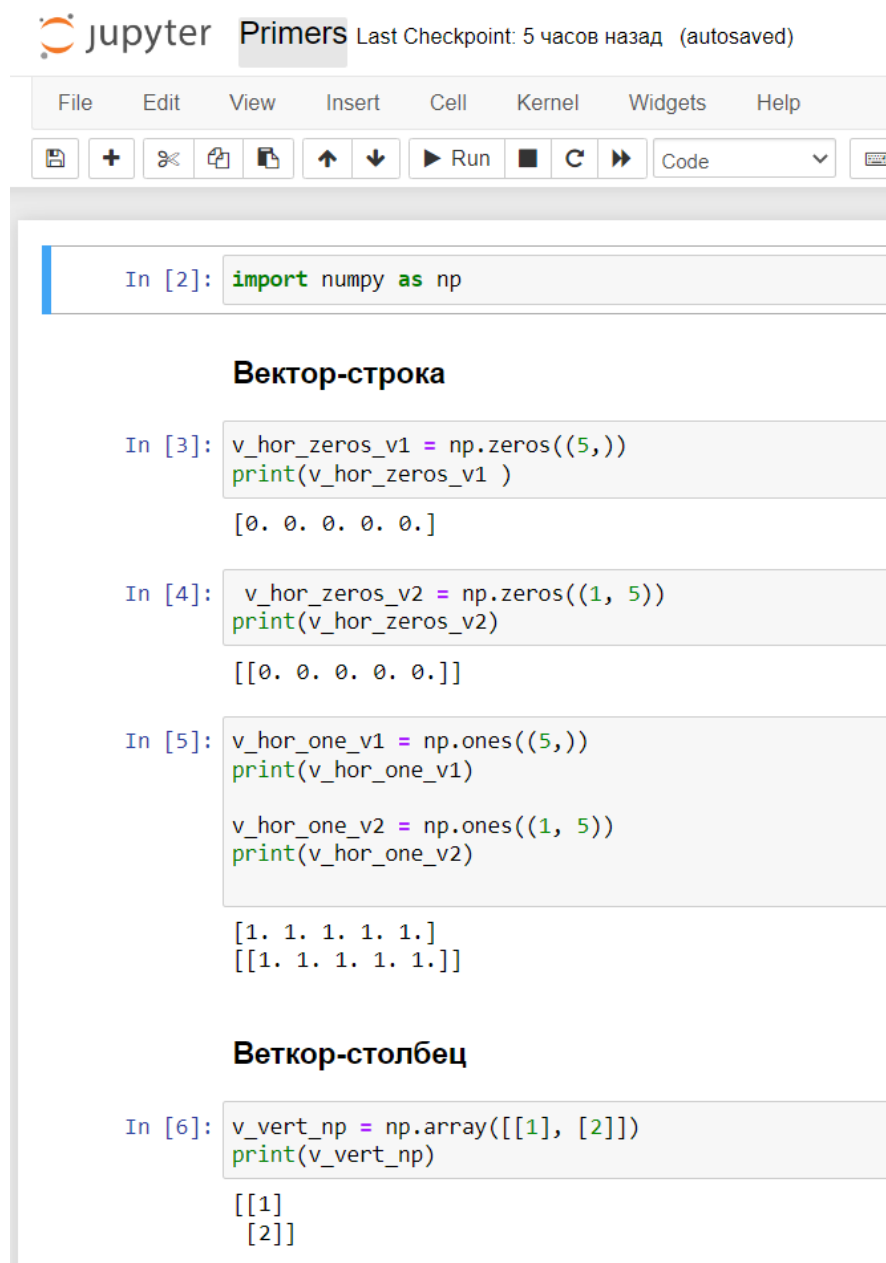 jupyter Primers Last Checkpoint: 5 часов назад (autosaved)
File Edit View Insert Cell Kernel Widgets Help
Run Code
In [2]: import numpy as np
Вектор-строка
In [3]: v_hor_zeros_v1 = np.zeros((5,))
print(v_hor_zeros_v1 )
[0. 0. 0. 0. 0.]
In [4]:  v_hor_zeros_v2 = np.zeros((1, 5))
print(v_hor_zeros_v2)
[[0. 0. 0. 0. 0.]]
In [5]: v_hor_one_v1 = np.ones((5,))
print(v_hor_one_v1)
v_hor_one_v2 = np.ones((1, 5))
print(v_hor_one_v2)
[1. 1. 1. 1. 1.]
[[1. 1. 1. 1. 1.]]
Веткор-столбец
In [6]: v_vert_np = np.array([[1], [2]])
print(v_vert_np)
[[1]
 [2]]